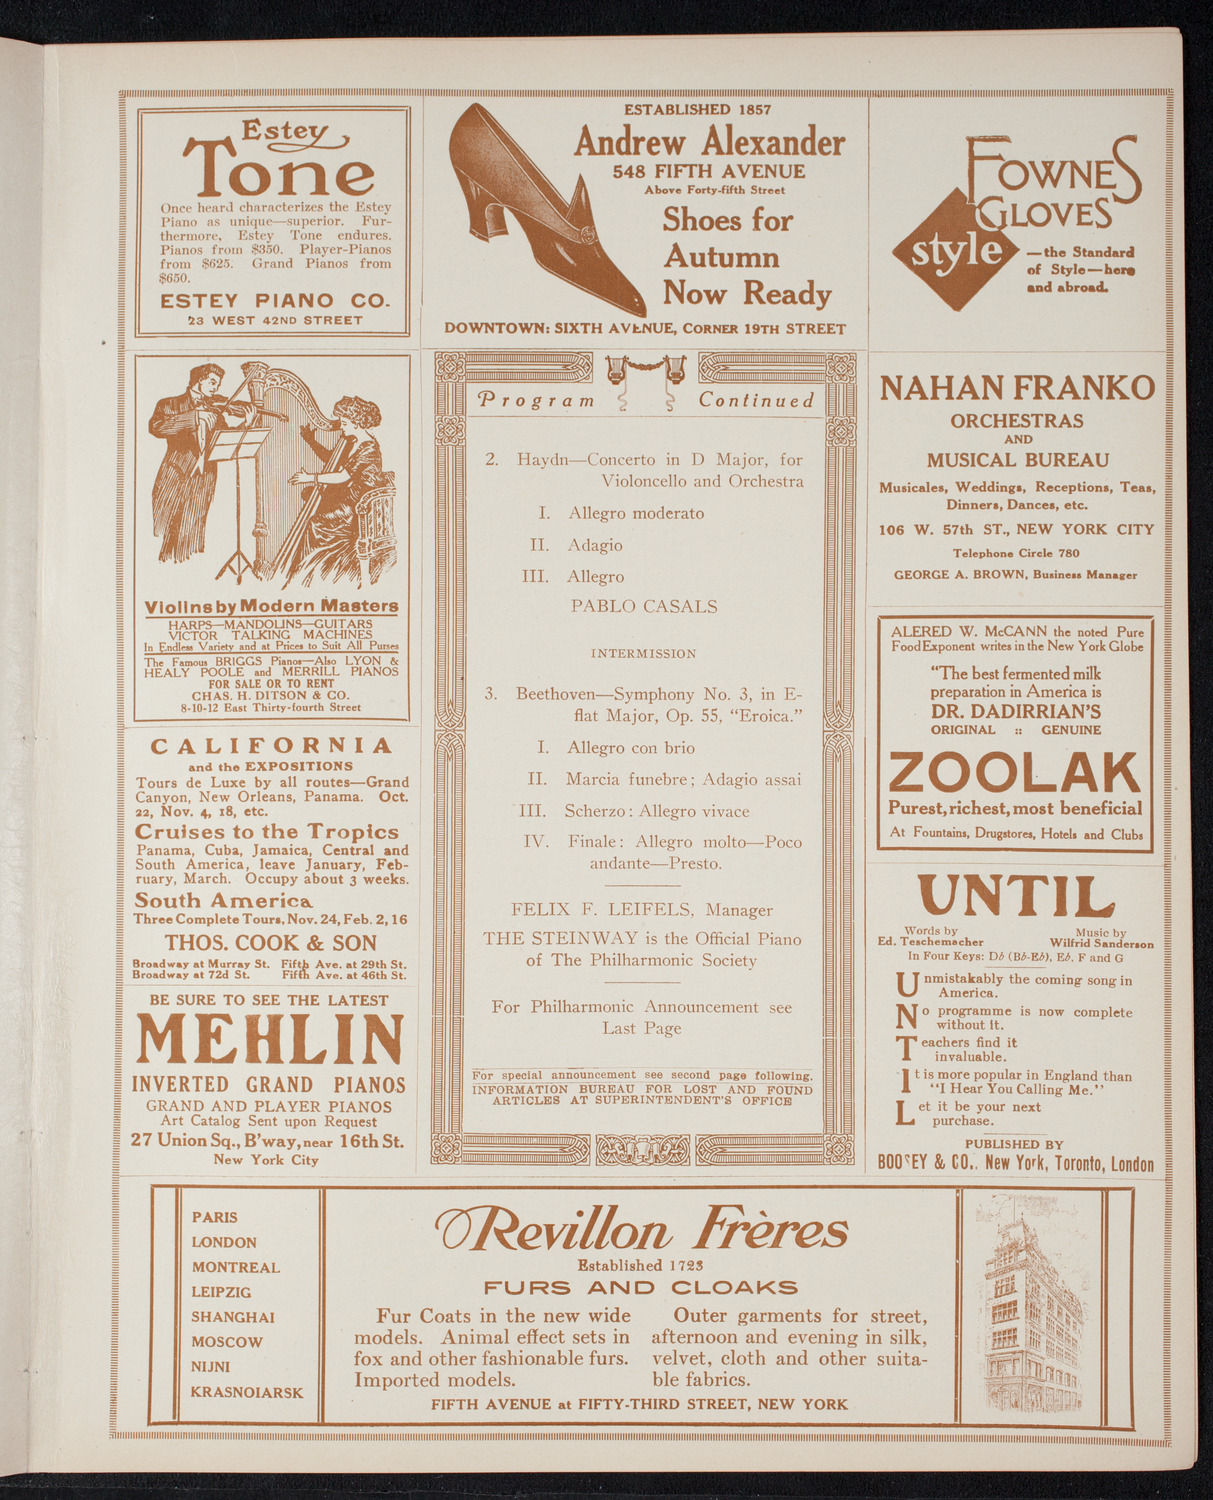 Estey
Tone
Once heard characterizes the Estey
Piano as unique—superior. Fur-
thermore, Estey Tone endures.
Pianos from $350. Player-Pianos
from $625. Grand Pianos from
$650.
ESTEY PIANO CO.
23 WEST 42ND STREET
ESTABLISHED 1857
Andrew Alexander
548 FIFTH AVENUE
Above Forty-fifth Street
Shoes for
Autumn
Now Ready
DOWNTOWN: SIXTH AVENUE, CORNER 19TH STREET
FOWNES
GLOVES
style
—the Standard
of Style—here
and abroad.
Violins by Modern Masters
HARPS—MANDOLINS—GUITARS
VICTOR TALKING MACHINES
In Endless Variety and at Prices to Suit All Purses
The Famous BRIGGS Pianos—Also LYON &
HEALY POOLE and MERRILL PIANOS
FOR SALE OR TO RENT
CHAS. H. DITSON & CO.
8-10-12 East Thirty-fourth Street
CALIFORNIA
and the EXPOSITIONS
Tours de Luxe by all routes—Grand
Canyon, New Orleans, Panama. Oct.
22, Nov. 4, 18, etc.
Cruises to the Tropics
Panama, Cuba, Jamaica, Central and
South America, leave January, Feb-
ruary, March. Occupy about 3 weeks.
South America
Three Complete Tours, Nov. 24, Feb. 2, 16
THOS. COOK & SON
Broadway at Murray St. Fifth Ave. at 29th St.
Broadway at 72d St. Fifth Ave. at 46th St.
BE SURE TO SEE THE LATEST
MEHLIN
INVERTED GRAND PIANOS
GRAND AND PLAYER PIANOS
Art Catalog Sent upon Request
27 Union Sq., B'way, near 16th St.
New York City
Program Continued
2. Haydn—Concerto in D Major, for
Violoncello and Orchestra
I. Allegro moderato
II. Adagio
III. Allegro
PABLO CASALS
INTERMISSION
3. Beethoven—Symphony No. 3, in E-
flat Major, Op. 55, “Eroica.”
I. Allegro con brio
II. Marcia funebre; Adagio assai
III. Scherzo: Allegro vivace
IV. Finale: Allegro molto—Poco
andante—Presto.
FELIX F. LEIFELS, Manager
THE STEINWAY is the Official Piano
of The Philharmonic Society
For Philharmonic Announcement see
Last Page
For special announcement see second page following.
INFORMATION BUREAU FOR LOST AND FOUND
ARTICLES AT SUPERINTENDENT'S OFFICE
NAHAN FRANKO
ORCHESTRAS
AND
MUSICAL BUREAU
Musicales, Weddings, Receptions, Teas,
Dinners, Dances, etc.
106 W. 57th ST., NEW YORK CITY
Telephone Circle 780
GEORGE A. BROWN, Business Manager
ALERED W. McCANN the noted Pure
Food Exponent writes in the New York Globe
“The best fermented milk
preparation in America is
DR. DADIRRIAN'S
ORIGINAL :: GENUINE
ZOOLAK
Purest, richest, most beneficial
At Fountains, Drugstores, Hotels and Clubs
UNTIL
Words by Music by
Ed. Teschemacher Wilfrid Sanderson
In Four Keys: D♭ (B♭-E♭), E♭, F and G
Unmistakably the coming song in
America.
No programme is now complete
without it.
Teachers find it
invaluable.
It is more popular in England than
“I Hear You Calling Me.”
Let it be your next
purchase.
PUBLISHED BY
BOOSEY & CO., New York, Toronto, London
PARIS
LONDON
MONTREAL
LEIPZIG
SHANGHAI
MOSCOW
NIJNI
KRASNOIARSK
Revillon Frères
Established 1723
FURS AND CLOAKS
Fur Coats in the new wide
models. Animal effect sets in
fox and other fashionable furs.
Imported models.
Outer garments for street,
afternoon and evening in silk,
velvet, cloth and other suita-
ble fabrics.
FIFTH AVENUE at FIFTY-THIRD STREET, NEW YORK